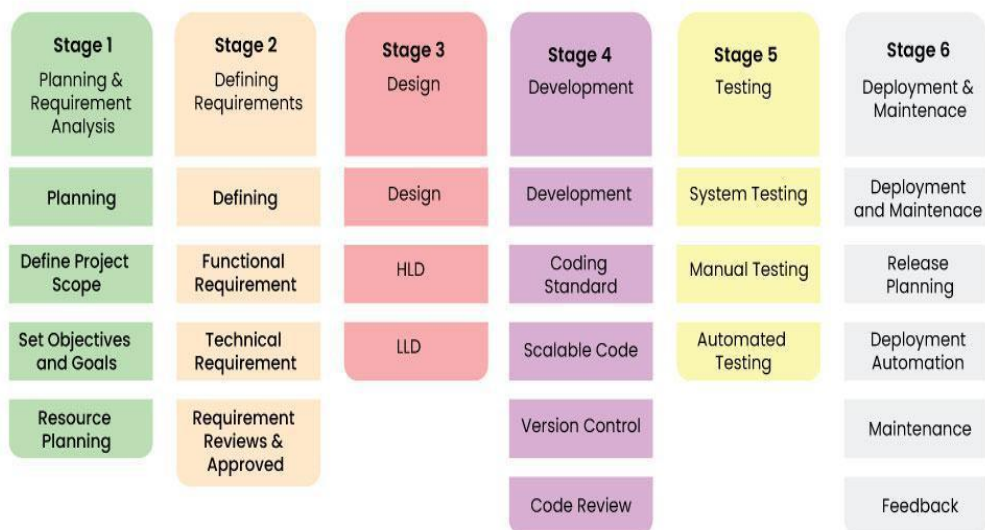 Stage 1
Planning &
Requirement
Analysis
Planning
Define Project
Scope
Set Objectives
and Goals
Resource
Planning
Stage 2
Defining
Requirements
Defining
Functional
Requirement
Technical
Requirement
Requirement
Reviews &
Approved
Stage 3
Design
Design
HLD
LLD
Stage 4
Development
Development
Coding
Standard
Scalable Code
Version Control
Code Review
Stage 5
Testing
System Testing
Manual Testing
Automated
Testing
Stage 6
Deployment &
Maintenace
Deployment
and Maintenace
Release
Planning
Deployment
Automation
Maintenance
Feedback